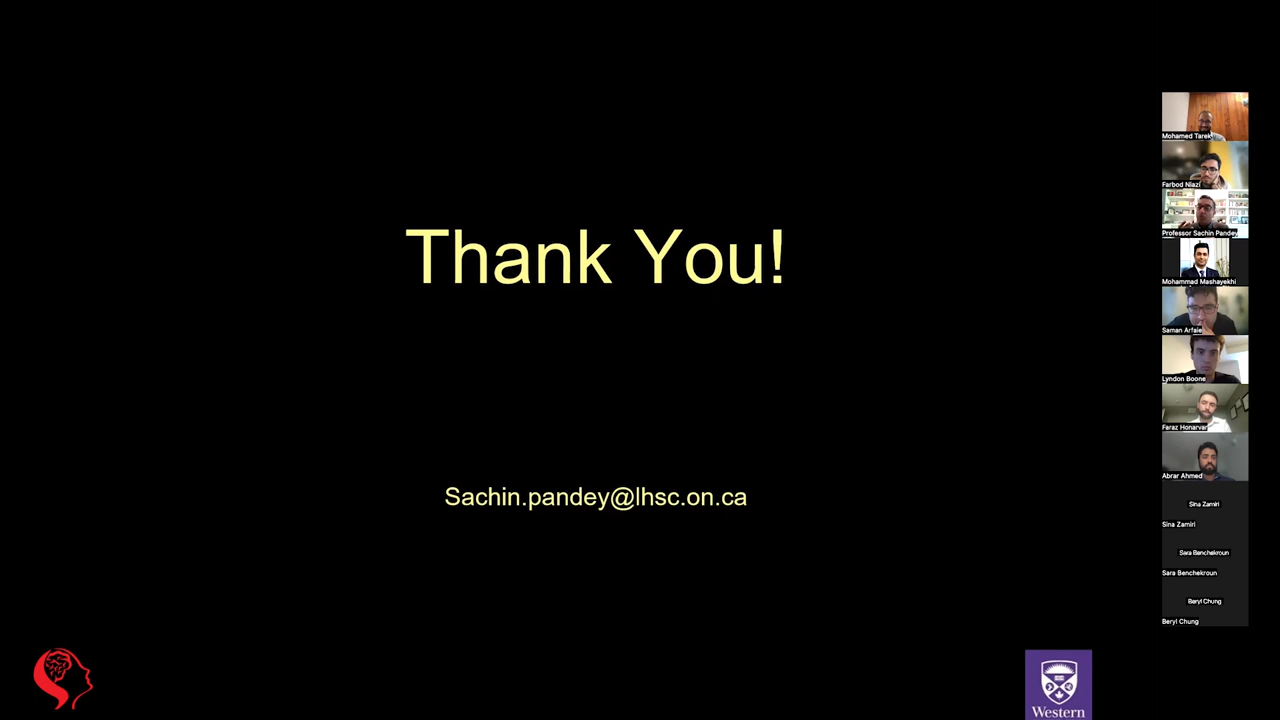 Thank You!
Sachin.pandey@lhsc.on.ca
Western
Mohamed Tarek
Farbod Niazi
Professor Sachin Pandey
Mohammad Mashayekhi
Saman Arfaie
Lyndon Boone
Faraz Honarvar
Abrar Ahmed
Sina Zamiri
Sina Zamiri
Sara Benchekroun
Sara Benchekroun
Beryl Chung
Beryl Chung